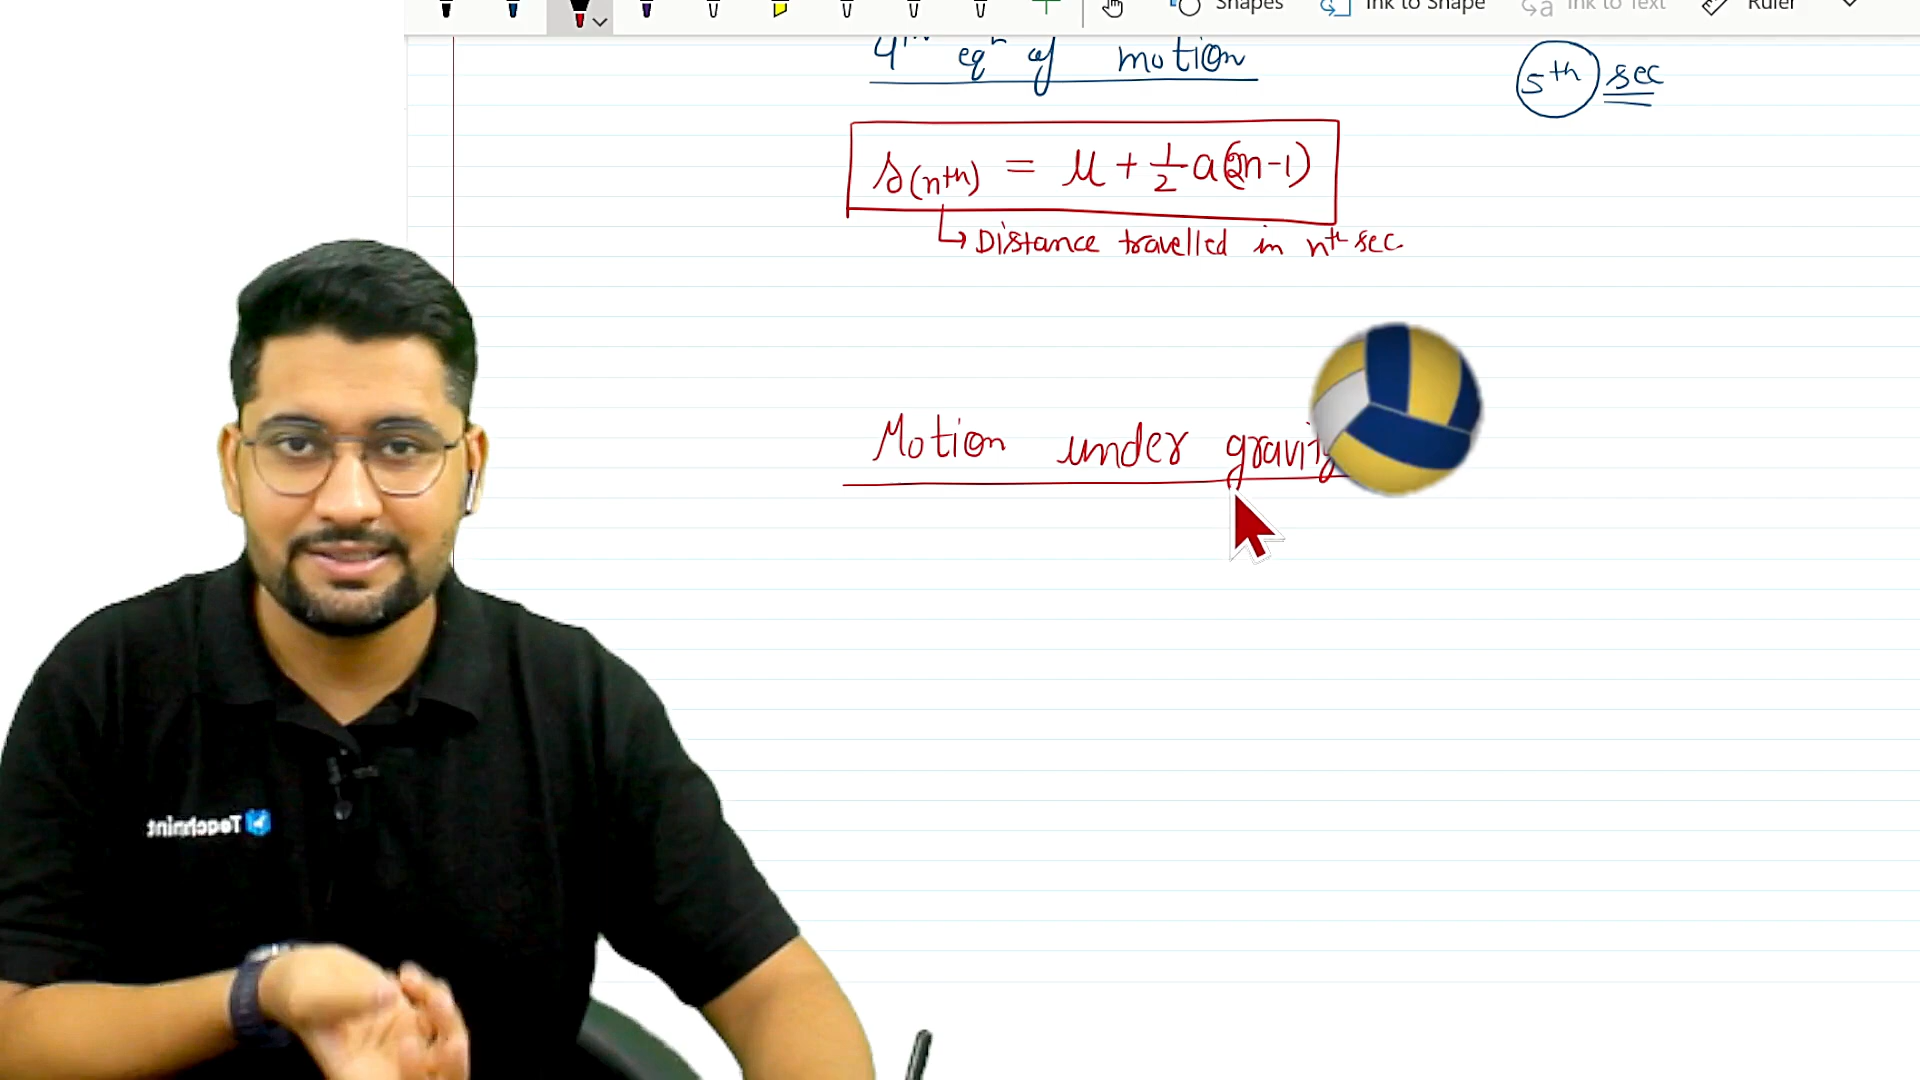 Shapes Ink to Shape Ink to Text Ruler
4th eqn of motion
5th sec
s(nth) = u + 1/2 a(2n-1)
↳ Distance travelled in nth sec.
Motion under gravity
Teachmint